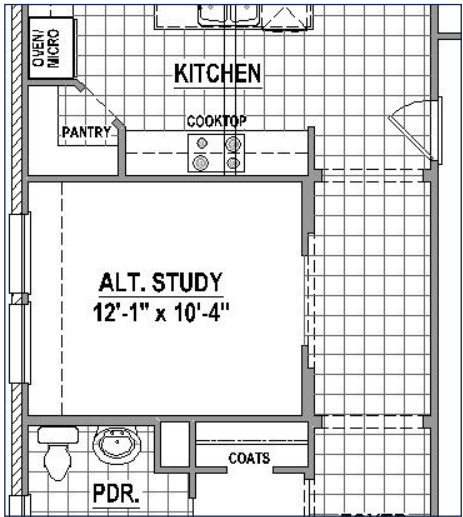 OVEN/
MICRO
KITCHEN
COOKTOP
PANTRY
ALT. STUDY
12'-1" x 10'-4"
COATS
PDR.